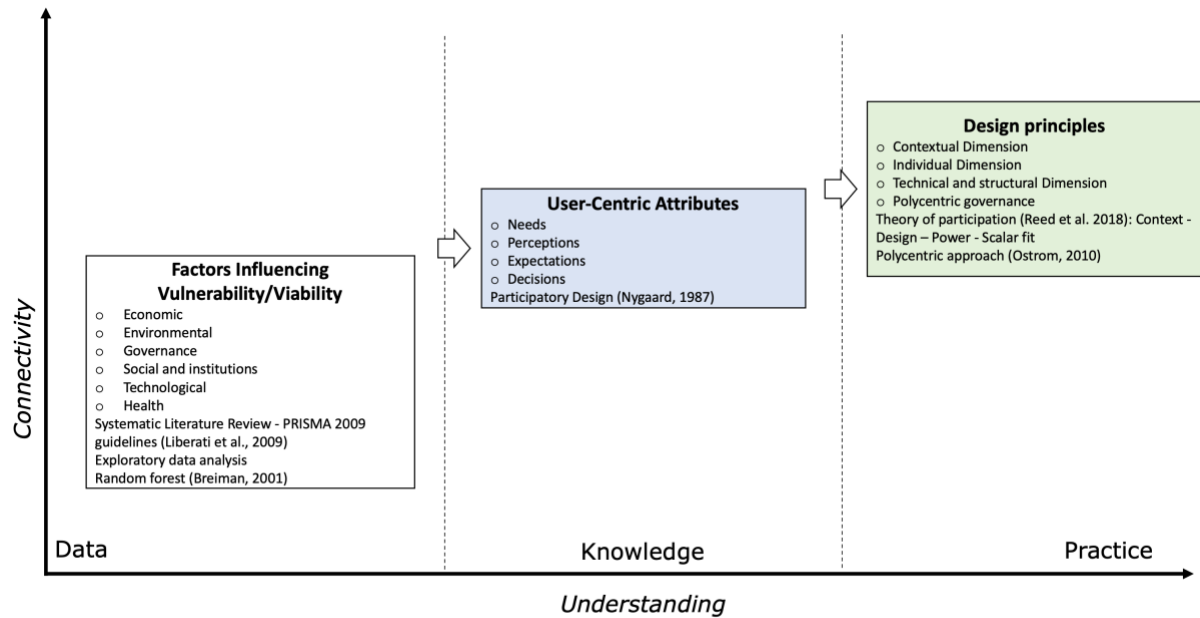 Connectivity
Factors Influencing
Vulnerability/Viability
○ Economic
○ Environmental
○ Governance
○ Social and institutions
○ Technological
○ Health
Systematic Literature Review - PRISMA 2009
guidelines (Liberati et al., 2009)
Exploratory data analysis
Random forest (Breiman, 2001)
User-Centric Attributes
○ Needs
○ Perceptions
○ Expectations
○ Decisions
Participatory Design (Nygaard, 1987)
Design principles
○ Contextual Dimension
○ Individual Dimension
○ Technical and structural Dimension
○ Polycentric governance
Theory of participation (Reed et al. 2018): Context -
Design – Power - Scalar fit
Polycentric approach (Ostrom, 2010)
Data
Knowledge
Practice
Understanding